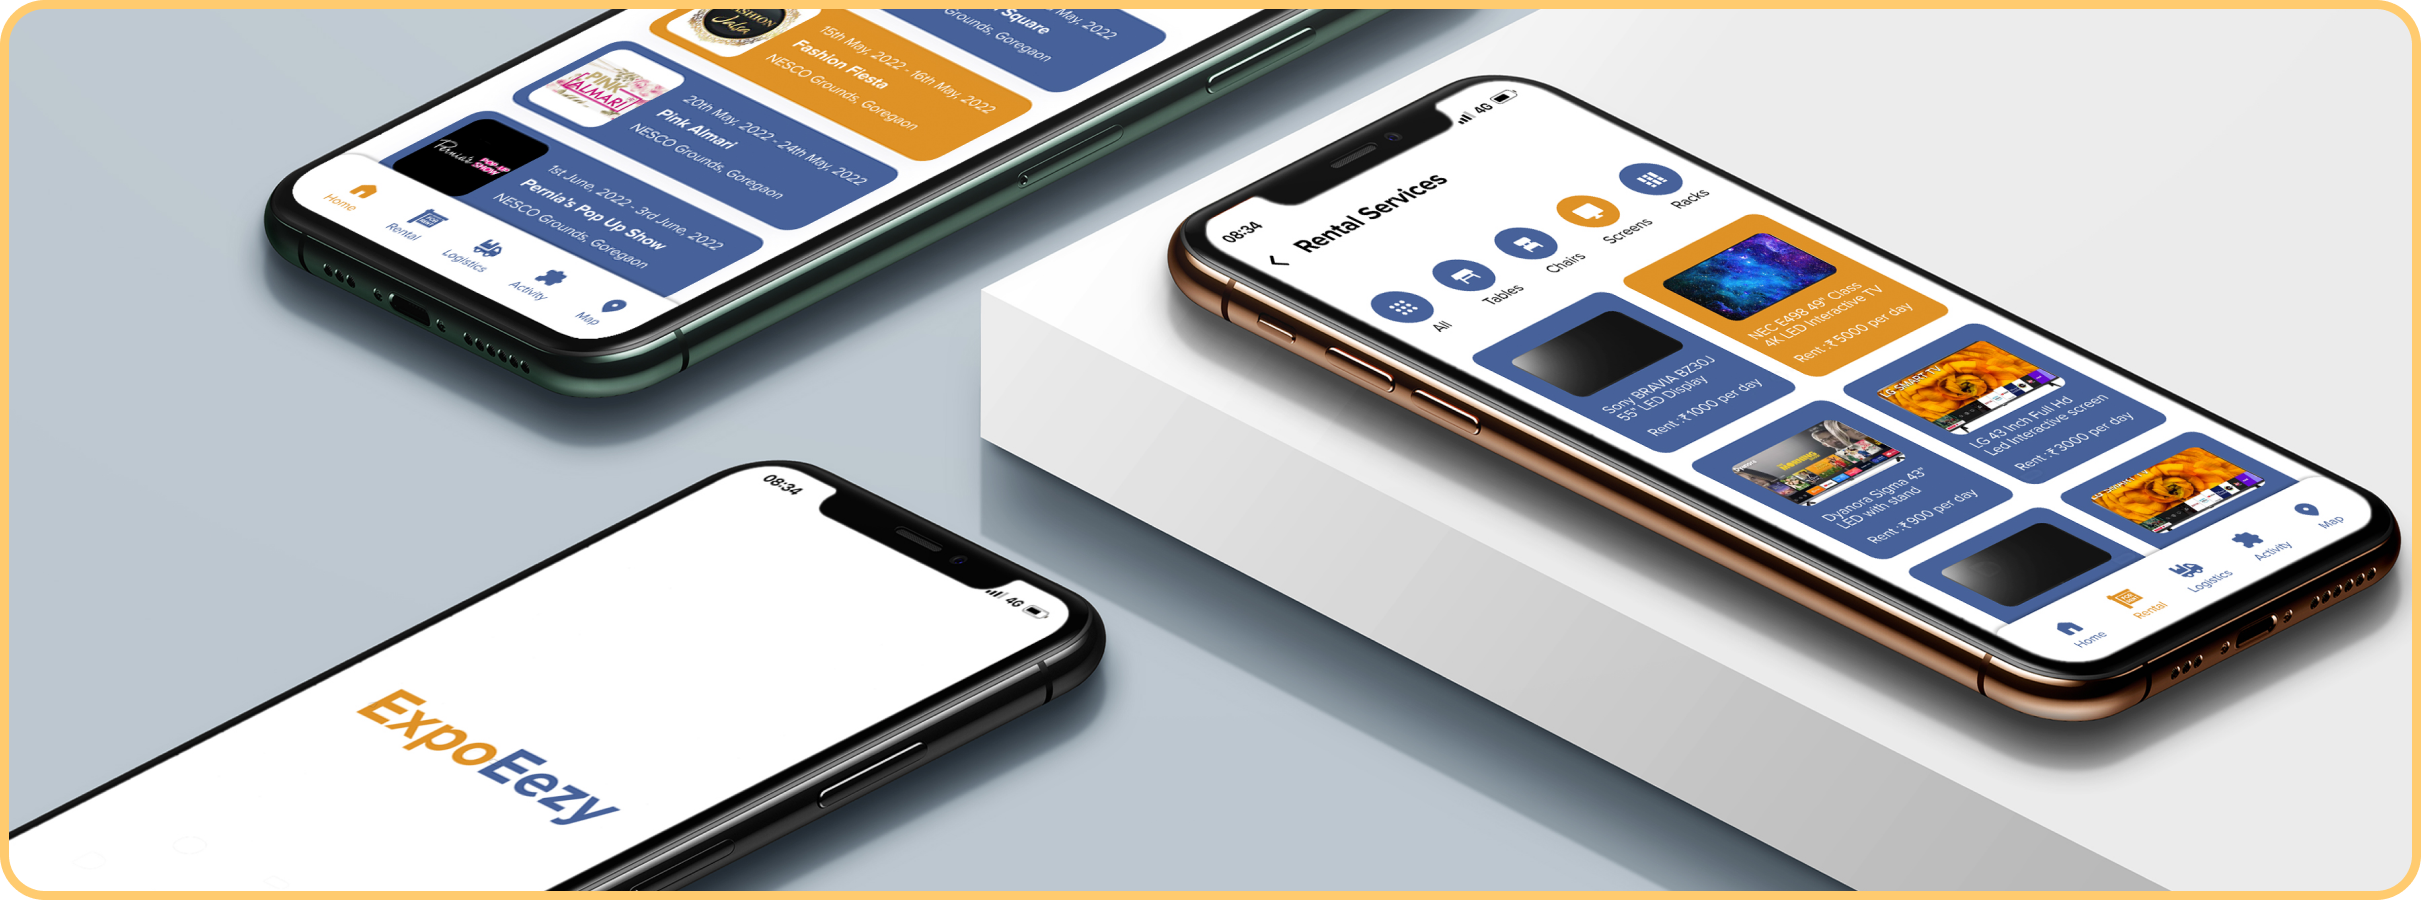 May, 2022
Square
Grounds, Goregaon
FASHION
Jalsa
15th May, 2022 - 16th May, 2022
Fashion Fiesta
NESCO Grounds, Goregaon
PINK
ALMARI
20th May, 2022 - 24th May, 2022
Pink Almari
NESCO Grounds, Goregaon
Pernia's POP-UP
SHOW
1st June, 2022 - 3rd June, 2022
Pernia's Pop Up Show
NESCO Grounds, Goregaon
Home
Rental
Logistics
Activity
Map
08:34
4G
ExpoEezy
08:34
4G
Rental Services
All
Tables
Chairs
Screens
Racks
Sony BRAVIA BZ30J
55" LED Display
Rent :₹1000 per day
NEC E498 49" Class
4K LED Interactive TV
Rent :₹5000 per day
Dyanora Sigma 43"
LED with stand
Rent :₹900 per day
LG SMART TV
LG 43 Inch Full Hd
Led Interactive screen
Rent :₹3000 per day
Home
Rental
Logistics
Activity
Map